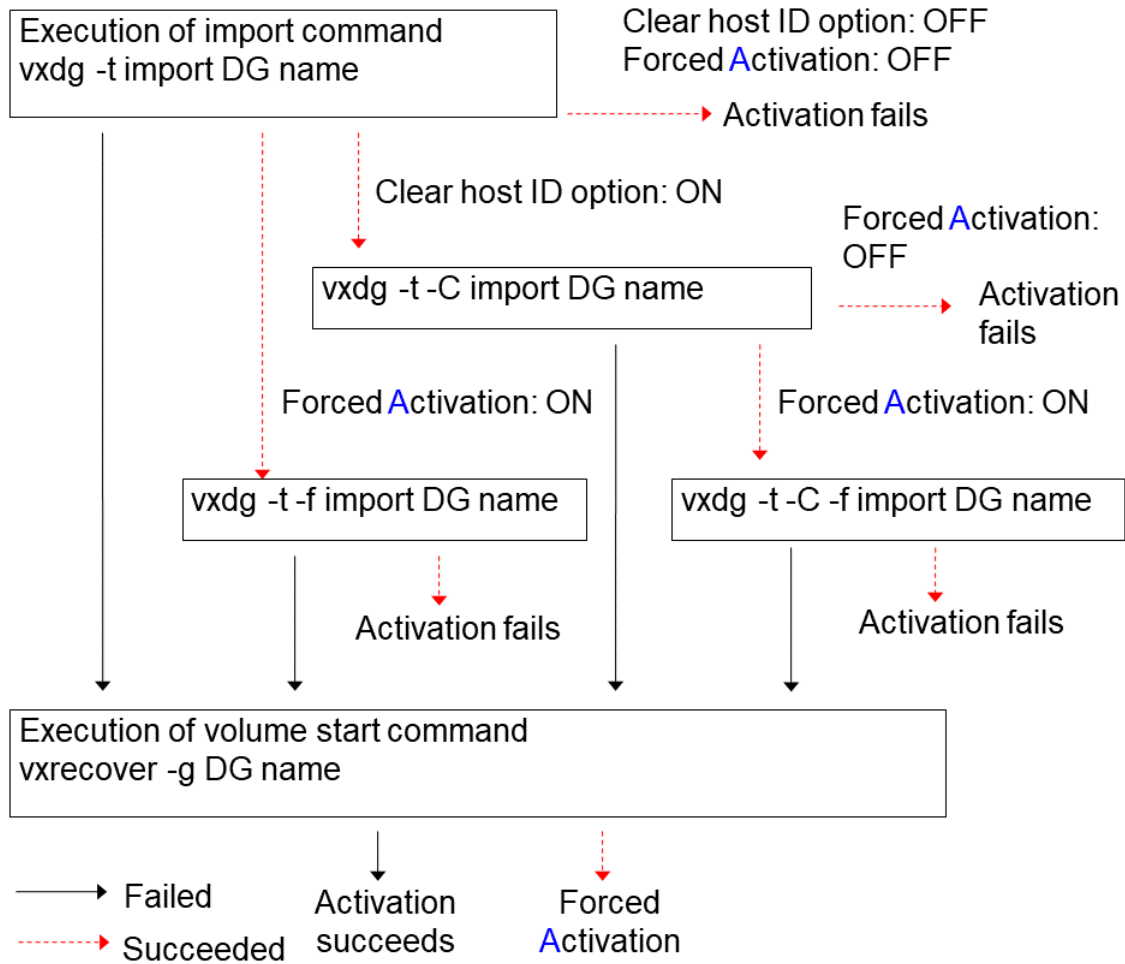 Execution of import command
vxdg -t import DG name
Clear host ID option: OFF
Forced Activation: OFF
Activation fails
Clear host ID option: ON
Forced Activation:
OFF
vxdg -t -C import DG name
Activation
fails
Forced Activation: ON
Forced Activation: ON
vxdg -t -f import DG name
vxdg -t -C -f import DG name
Activation fails
Activation fails
Execution of volume start command
vxrecover -g DG name
Failed
Succeeded
Activation
succeeds
Forced
Activation